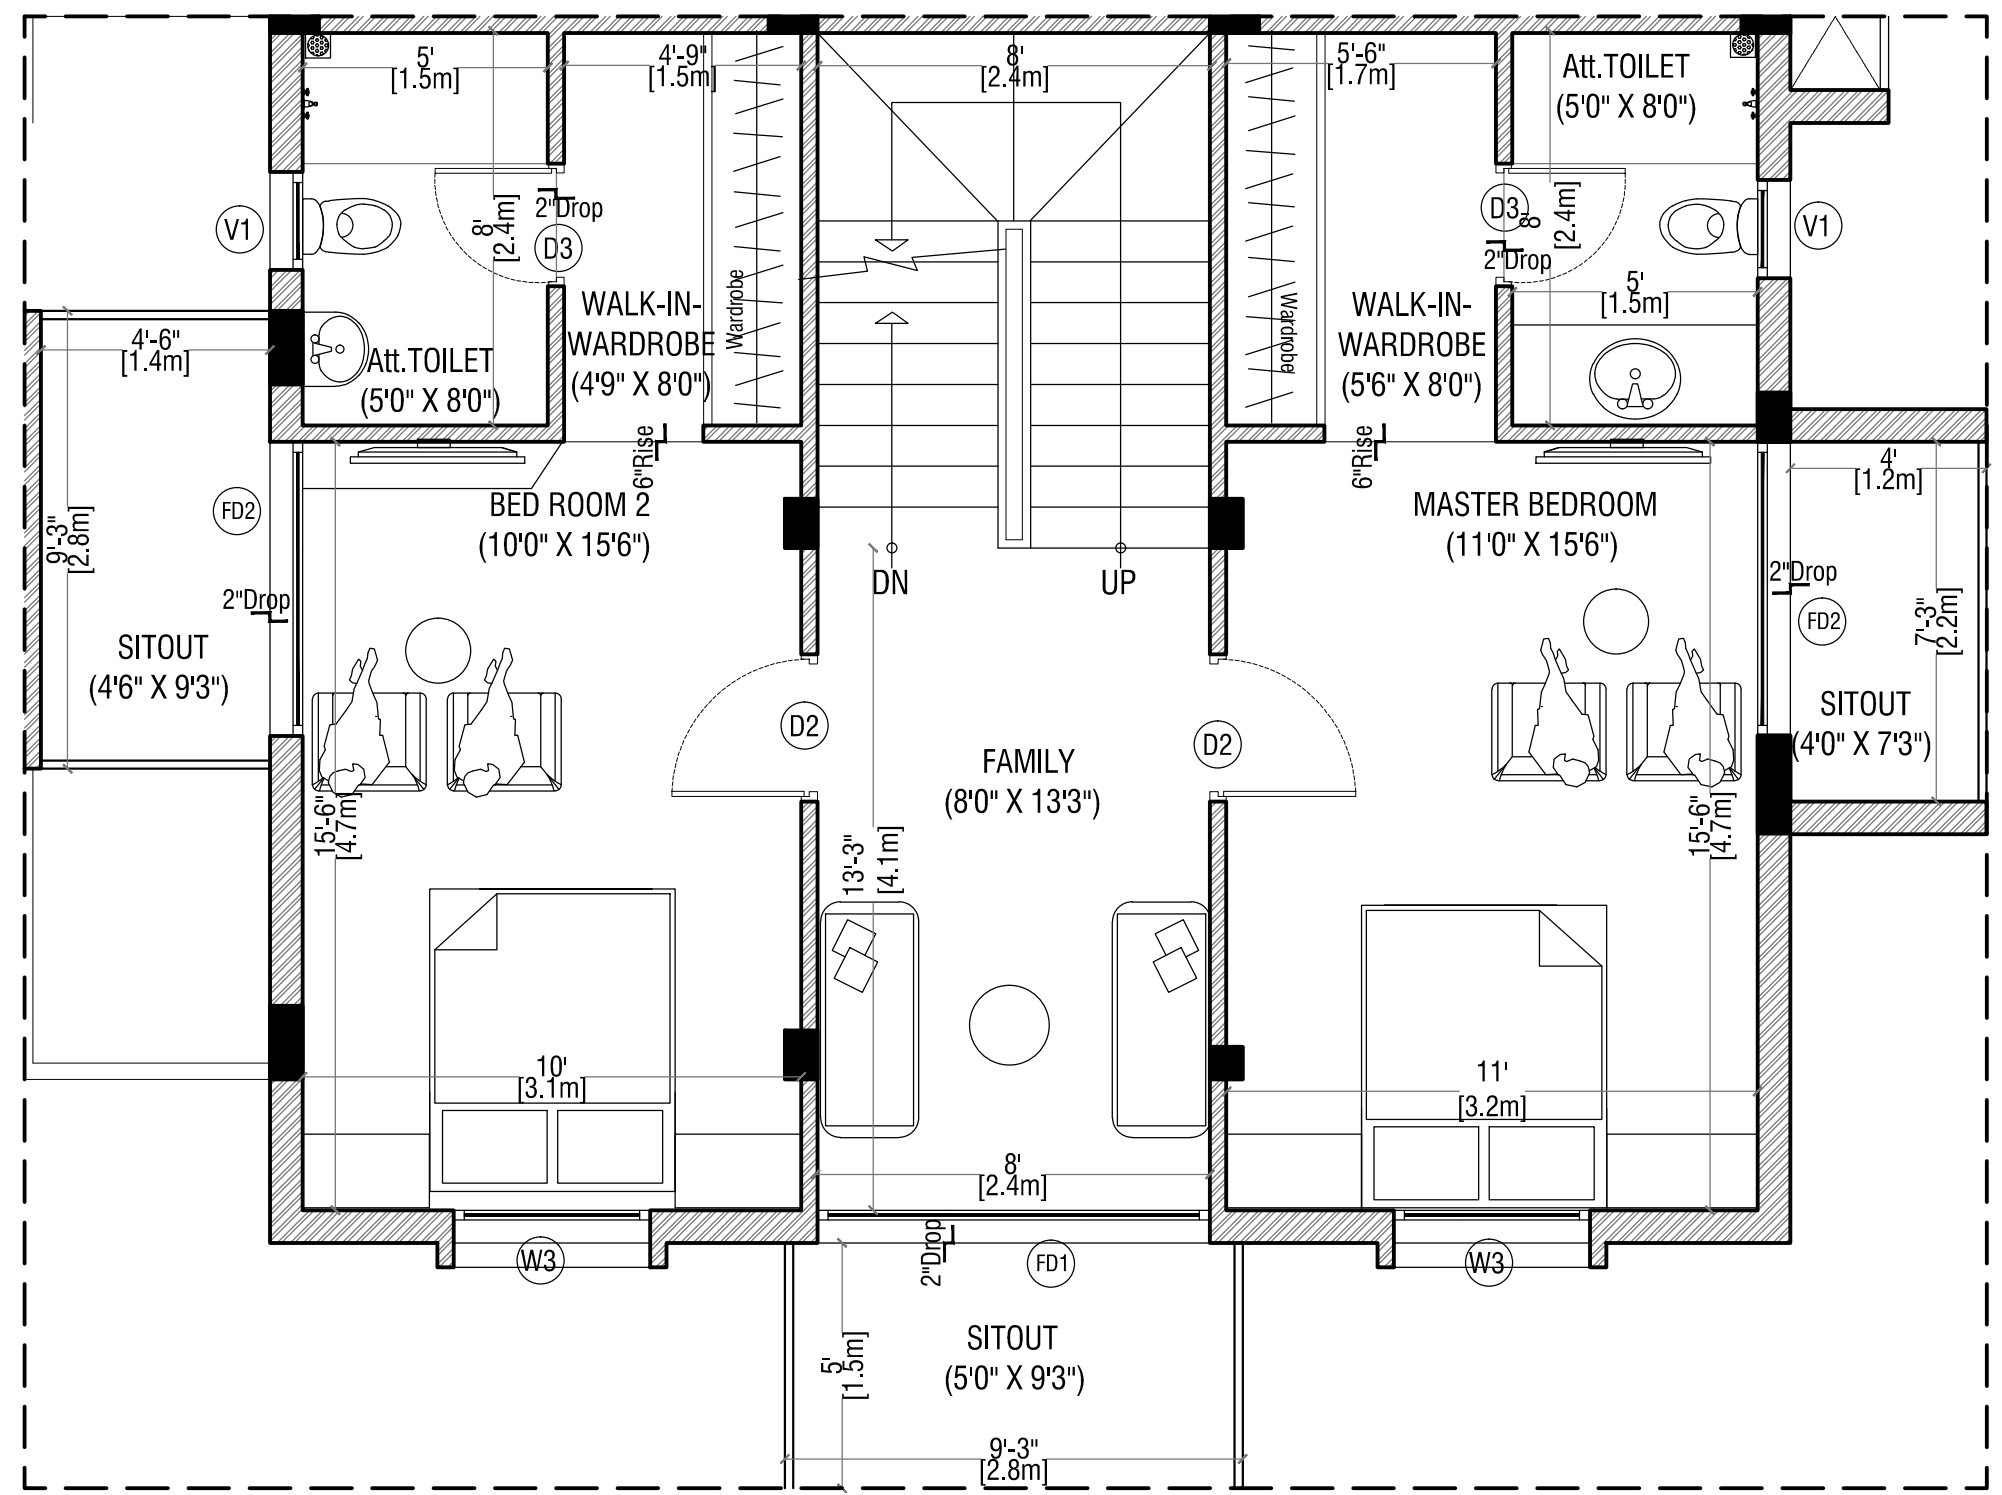 5'
[1.5m]
4'-9"
[1.5m]
8'
[2.4m]
5'-6"
[1.7m]
Att.TOILET
(5'0" X 8'0")
V1
8'
[2.4m]
2"Drop
D3
D3
8'
[2.4m]
2"Drop
V1
5'
[1.5m]
WALK-IN-
WARDROBE
(4'9" X 8'0")
Wardrobe
Wardrobe
WALK-IN-
WARDROBE
(5'6" X 8'0")
4'-6"
[1.4m]
Att.TOILET
(5'0" X 8'0")
6"Rise
6"Rise
4'
[1.2m]
FD2
BED ROOM 2
(10'0" X 15'6")
MASTER BEDROOM
(11'0" X 15'6")
9'-3"
[2.8m]
DN
UP
2"Drop
2"Drop
FD2
7'-3"
[2.2m]
SITOUT
(4'6" X 9'3")
SITOUT
(4'0" X 7'3")
D2
D2
FAMILY
(8'0" X 13'3")
15'-6"
[4.7m]
13'-3"
[4.1m]
15'-6"
[4.7m]
10'
[3.1m]
11'
[3.2m]
8'
[2.4m]
W3
2"Drop
FD1
W3
SITOUT
(5'0" X 9'3")
5'
[1.5m]
9'-3"
[2.8m]